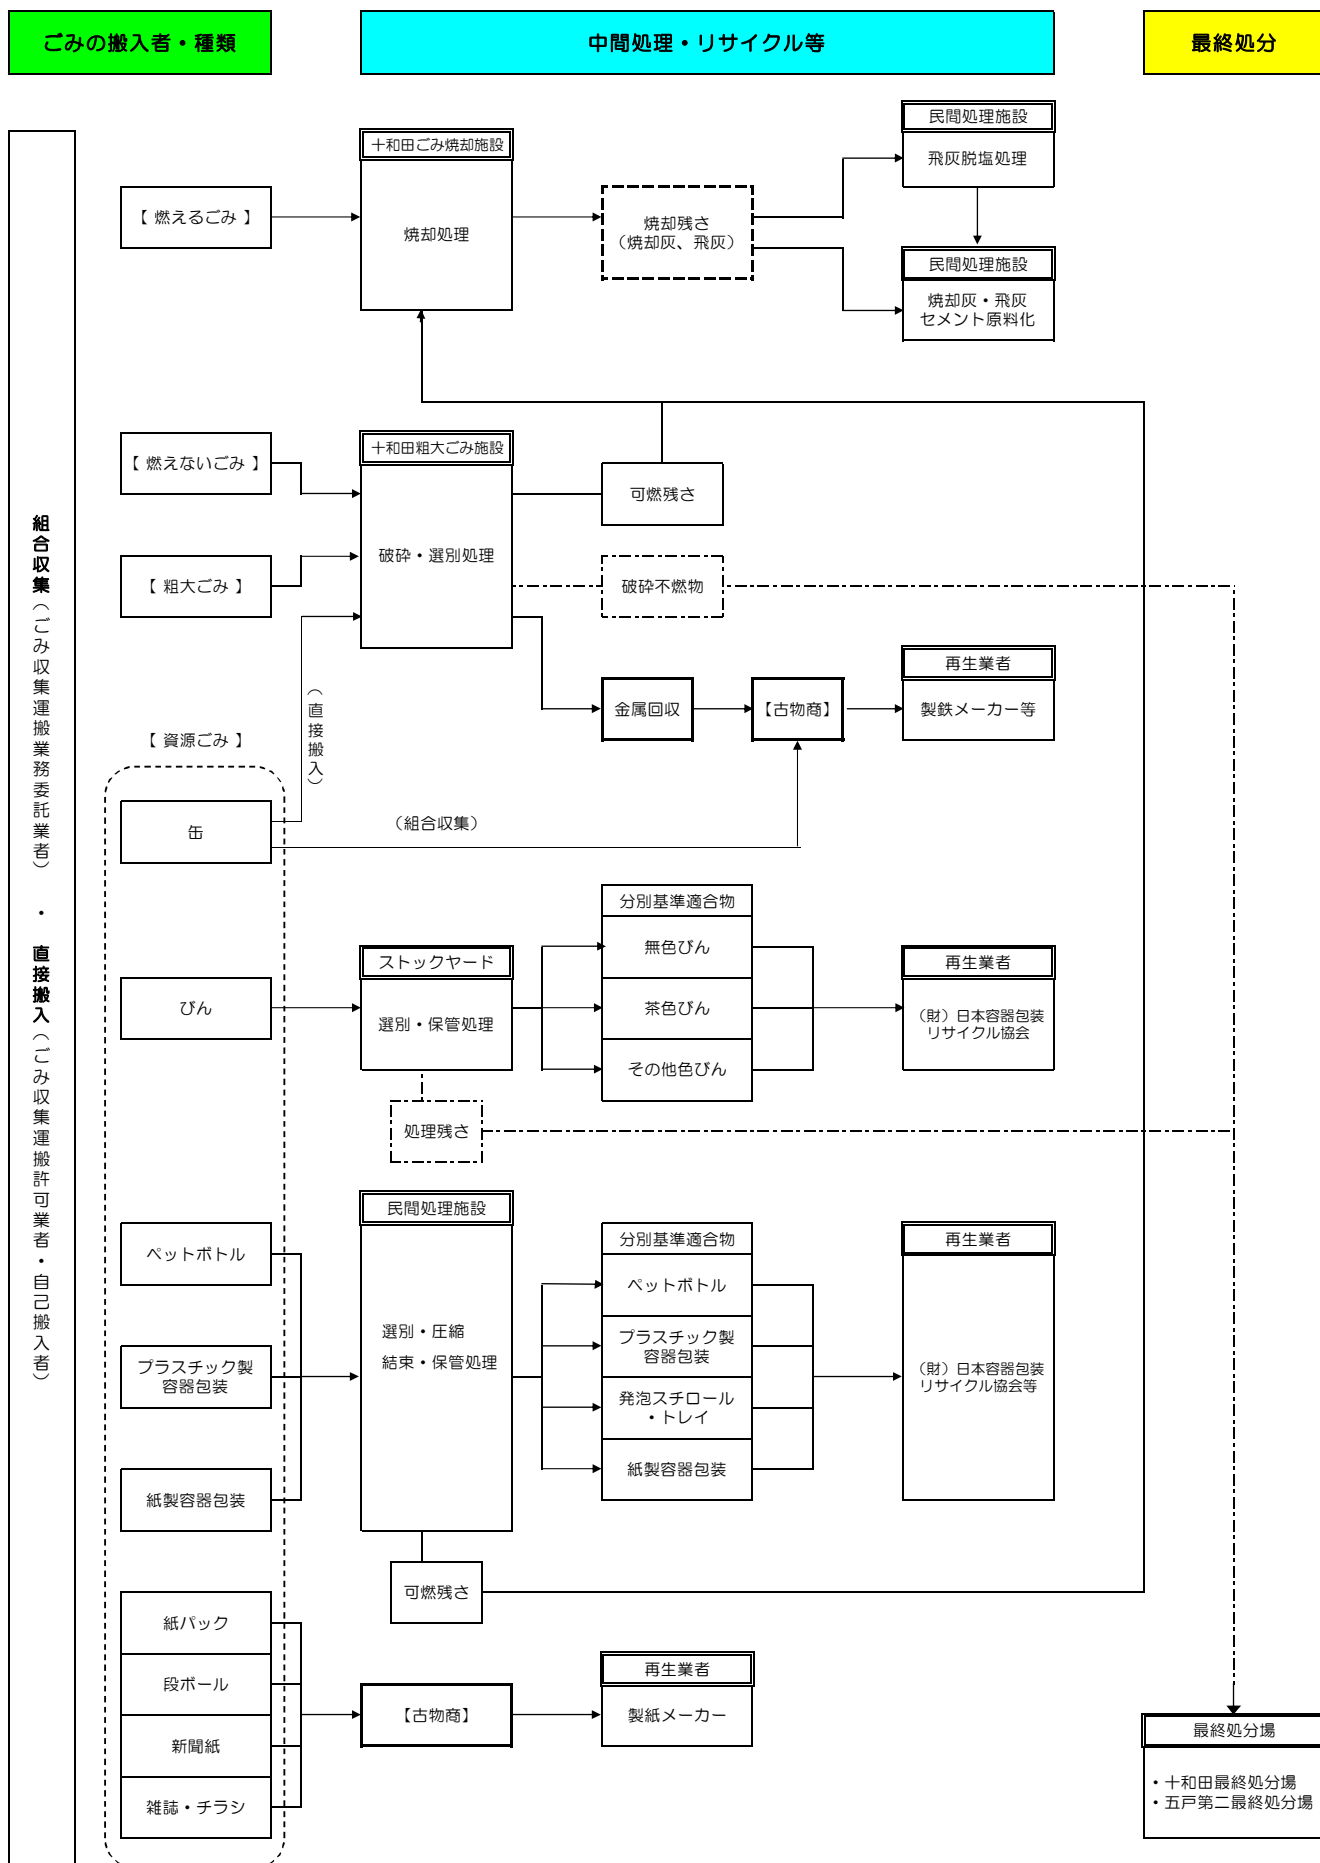 ごみの搬入者・種類
中間処理・リサイクル等
最終処分
組合収集(ごみ収集運搬業務委託業者) ・ 直接搬入(ごみ収集運搬許可業者・自己搬入者)
【 燃えるごみ 】
十和田ごみ焼却施設
焼却処理
焼却残さ
(焼却灰、飛灰)
民間処理施設
飛灰脱塩処理
民間処理施設
焼却灰・飛灰
セメント原料化
【 燃えないごみ 】
【 粗大ごみ 】
十和田粗大ごみ施設
破砕・選別処理
可燃残さ
破砕不燃物
金属回収
【古物商】
再生業者
製鉄メーカー等
【 資源ごみ 】
(直接搬入)
缶
(組合収集)
びん
ストックヤード
選別・保管処理
処理残さ
分別基準適合物
無色びん
茶色びん
その他色びん
再生業者
(財)日本容器包装
リサイクル協会
ペットボトル
プラスチック製
容器包装
紙製容器包装
民間処理施設
選別・圧縮
結束・保管処理
可燃残さ
分別基準適合物
ペットボトル
プラスチック製
容器包装
発泡スチロール
・トレイ
紙製容器包装
再生業者
(財)日本容器包装
リサイクル協会等
紙パック
段ボール
新聞紙
雑誌・チラシ
【古物商】
再生業者
製紙メーカー
最終処分場
・十和田最終処分場
・五戸第二最終処分場